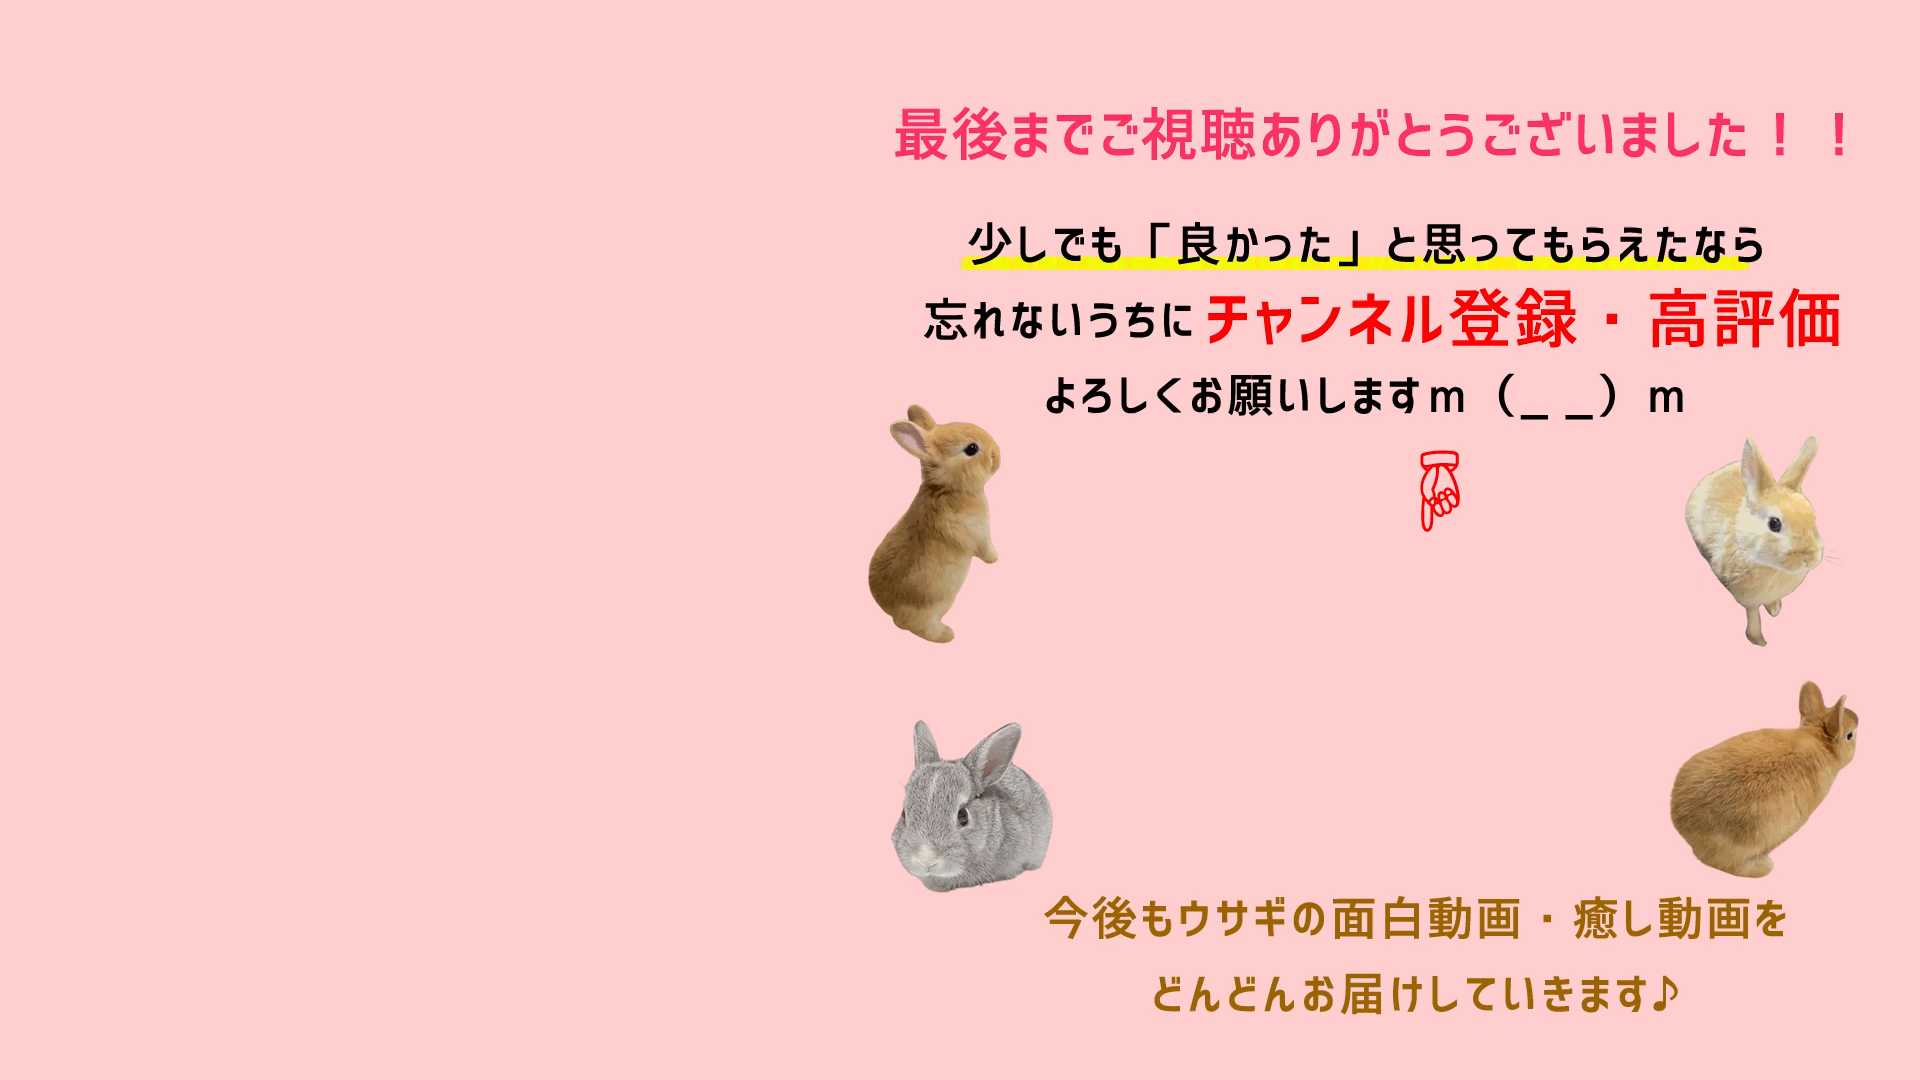 最後までご視聴ありがとうございました！！
少しでも「良かった」と思ってもらえたなら
忘れないうちにチャンネル登録・高評価
よろしくお願いしますｍ（_ _）ｍ
今後もウサギの面白動画・癒し動画を
どんどんお届けしていきます♪